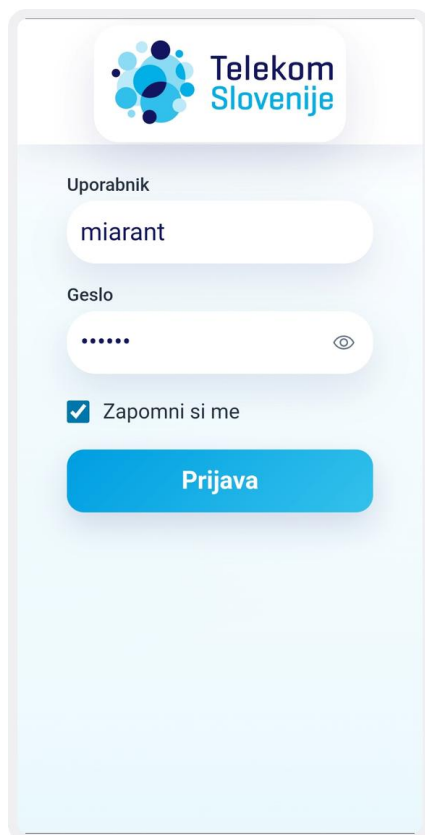 Telekom
Slovenije
Uporabnik
miarant
Geslo
••••••
Zapomni si me
Prijava